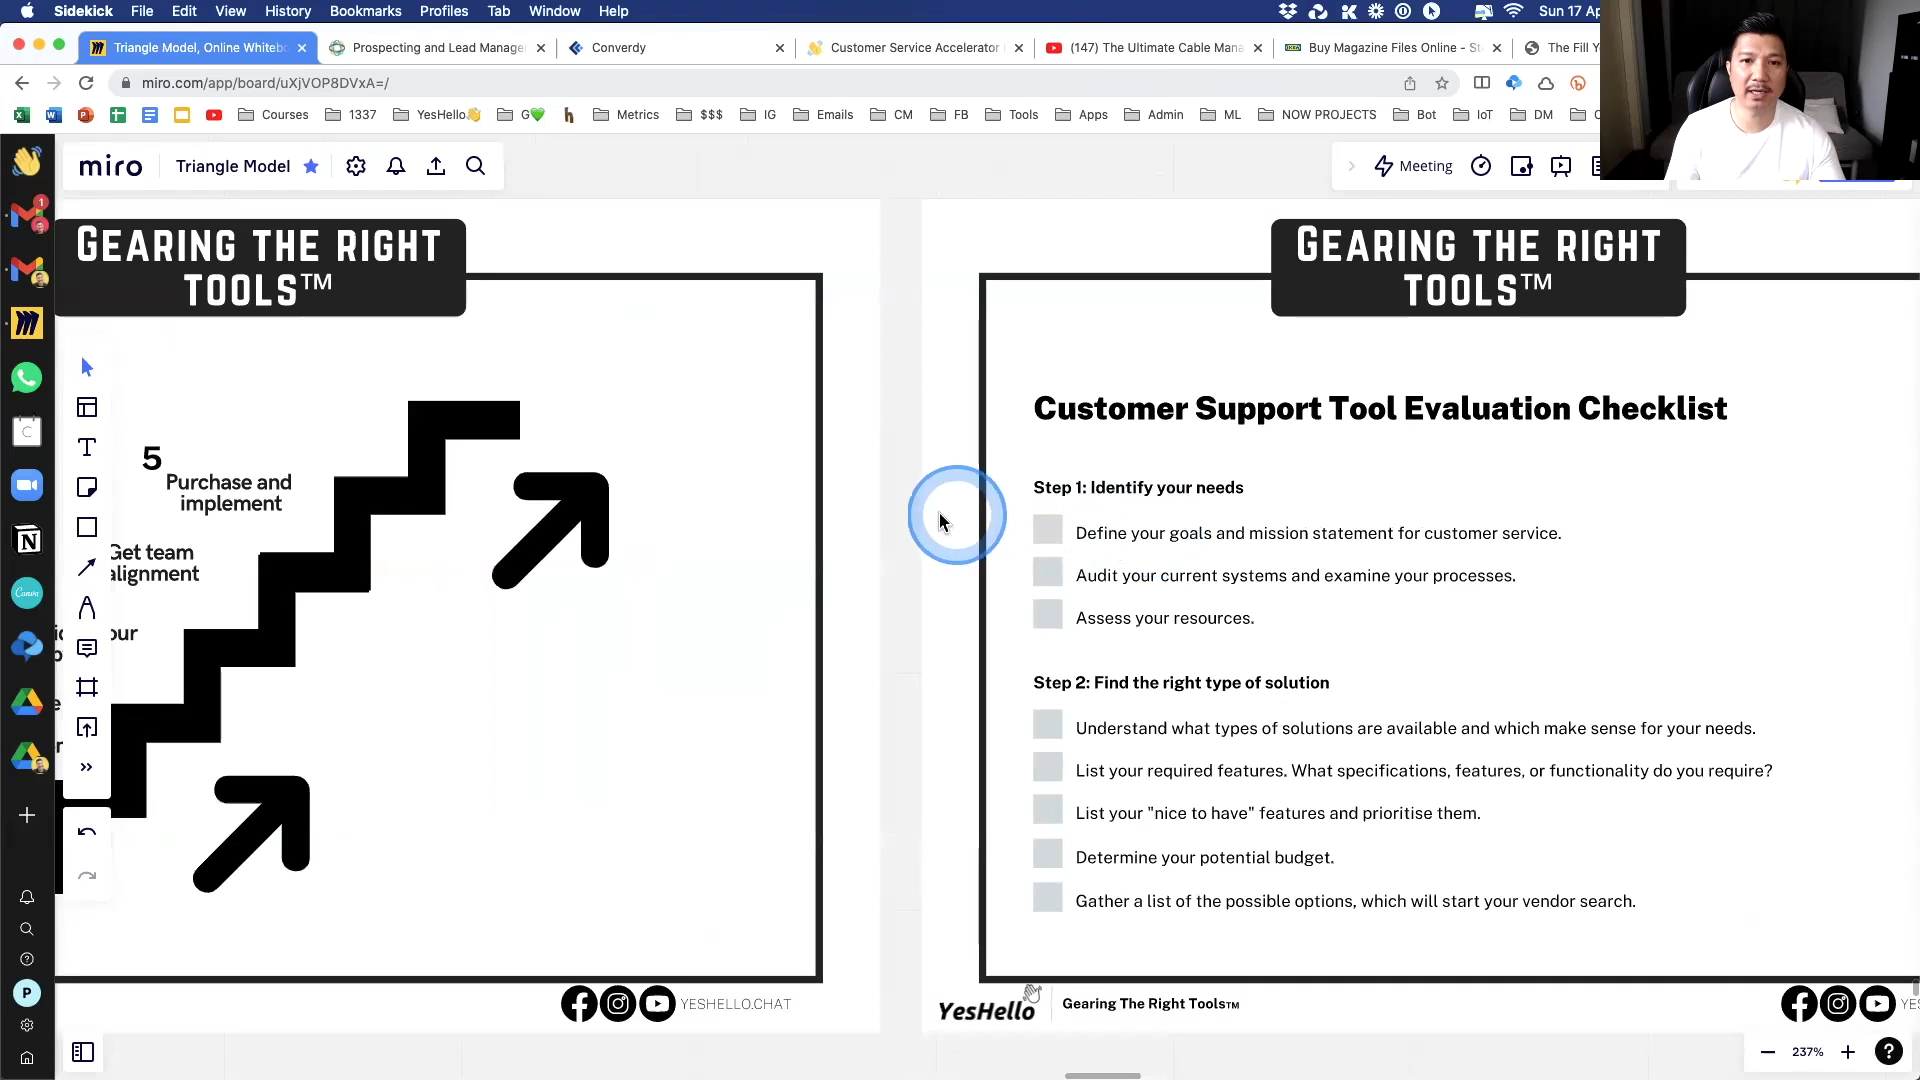 Sidekick File Edit View History Bookmarks Profiles Tab Window Help
Sun 17
Triangle Model, Online
Prospecting and Lead
Converdy
Customer Service Accelerator
(147) The Ultimate Cable
Buy Magazine Files Online
The Fill
miro.com/app/board/uXjVOP8DVxA=/
Courses 1337 YesHello👋 G💚 Metrics $$$ IG Emails CM FB Tools Apps Admin ML NOW PROJECTS Bot IoT DM
miro Triangle Model
Meeting
GEARING THE RIGHT
TOOLS™
5
Purchase and
implement
Get team
alignment
YESHELLO.CHAT
GEARING THE RIGHT
TOOLS™
Customer Support Tool Evaluation Checklist
Step 1: Identify your needs
Define your goals and mission statement for customer service.
Audit your current systems and examine your processes.
Assess your resources.
Step 2: Find the right type of solution
Understand what types of solutions are available and which make sense for your needs.
List your required features. What specifications, features, or functionality do you require?
List your "nice to have" features and prioritise them.
Determine your potential budget.
Gather a list of the possible options, which will start your vendor search.
YesHello
Gearing The Right Tools™
237%
Canva
1
P